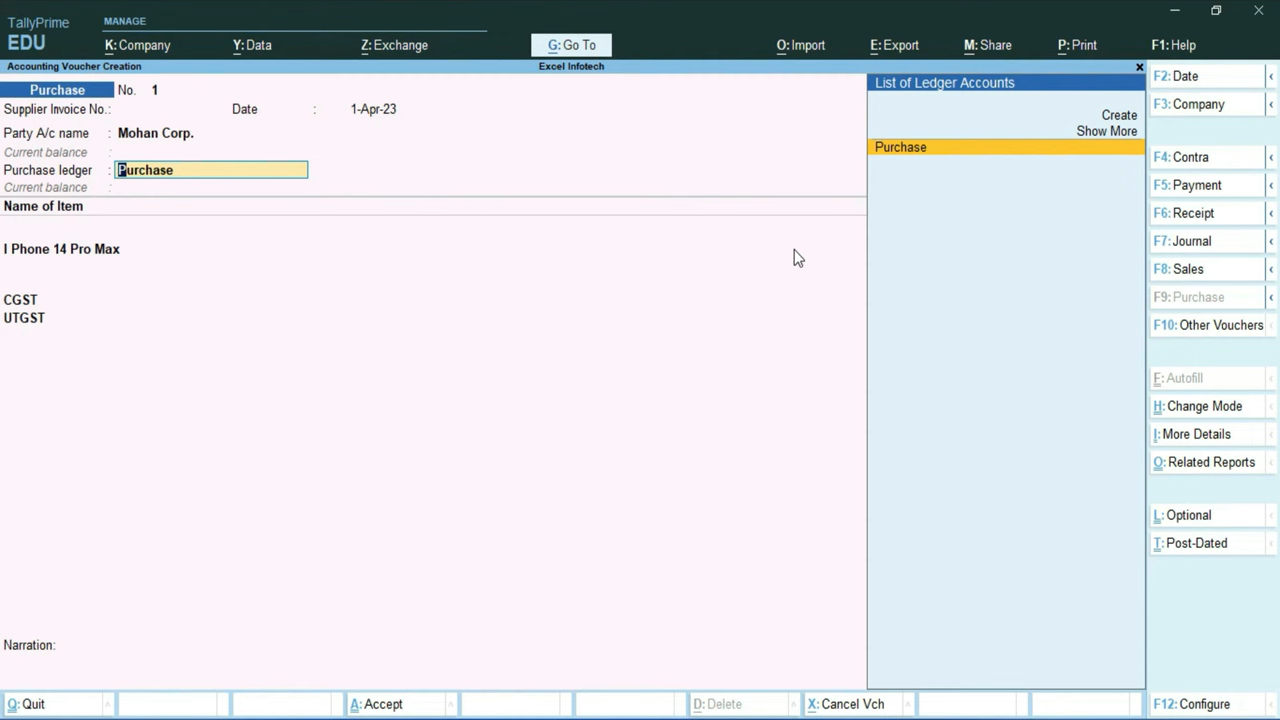 TallyPrime
EDU
MANAGE
K: Company
Y: Data
Z: Exchange
G: Go To
O: Import
E: Export
M: Share
P: Print
F1: Help
Accounting Voucher Creation
Excel Infotech
Purchase No. 1
Supplier Invoice No.: Date : 1-Apr-23
Party A/c name : Mohan Corp.
Current balance :
Purchase ledger : Purchase
Current balance :
Name of Item
I Phone 14 Pro Max
CGST
UTGST
Narration:
List of Ledger Accounts
Create
Show More
Purchase
F2: Date
F3: Company
F4: Contra
F5: Payment
F6: Receipt
F7: Journal
F8: Sales
F9: Purchase
F10: Other Vouchers
F: Autofill
H: Change Mode
I: More Details
O: Related Reports
L: Optional
T: Post-Dated
Q: Quit
A: Accept
D: Delete
X: Cancel Vch
F12: Configure